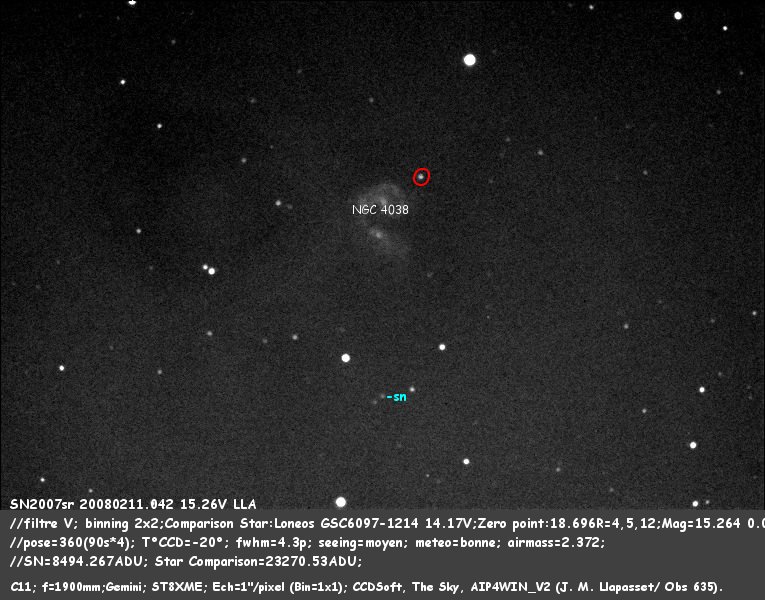 NGC 4038
-sn
SN2007sr 20080211.042 15.26V LLA
//filtre V; binning 2x2;Comparison Star:Loneos GSC6097-1214 14.17V;Zero point:18.696R=4,5,12;Mag=15.264 0.0
//pose=360(90s*4); T°CCD=-20°; fwhm=4.3p; seeing=moyen; meteo=bonne; airmass=2.372;
//SN=8494.267ADU; Star Comparison=23270.53ADU;
C11; f=1900mm;Gemini; ST8XME; Ech=1"/pixel (Bin=1x1); CCDSoft, The Sky, AIP4WIN_V2 (J. M. Llapasset/ Obs 635).